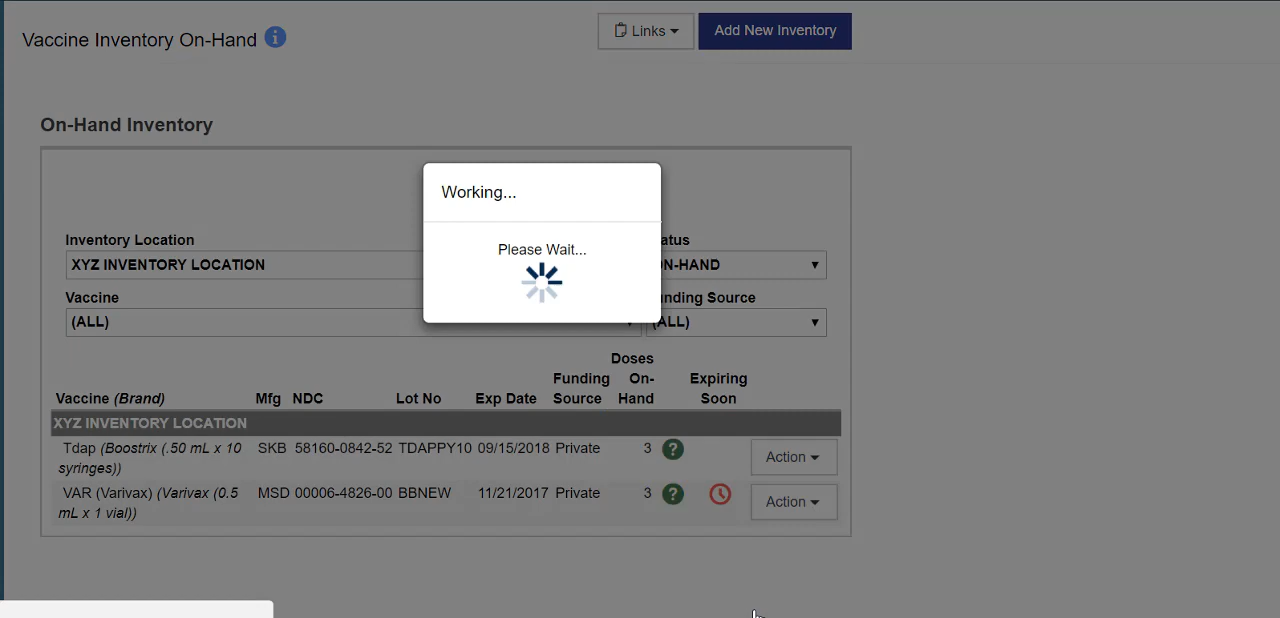 Vaccine Inventory On-Hand
Links
Add New Inventory
On-Hand Inventory
Working...
Please Wait...
Inventory Location
atus
XYZ INVENTORY LOCATION
N-HAND
Vaccine
nding Source
(ALL)
(ALL)
Vaccine (Brand) Mfg NDC Lot No Exp Date Funding Source Doses On-Hand Expiring Soon
XYZ INVENTORY LOCATION
Tdap (Boostrix (.50 mL x 10 SKB 58160-0842-52 TDAPPY10 09/15/2018 Private 3 ? Action
syringes))
VAR (Varivax) (Varivax (0.5 MSD 00006-4826-00 BBNEW 11/21/2017 Private 3 ? Action
mL x 1 vial))